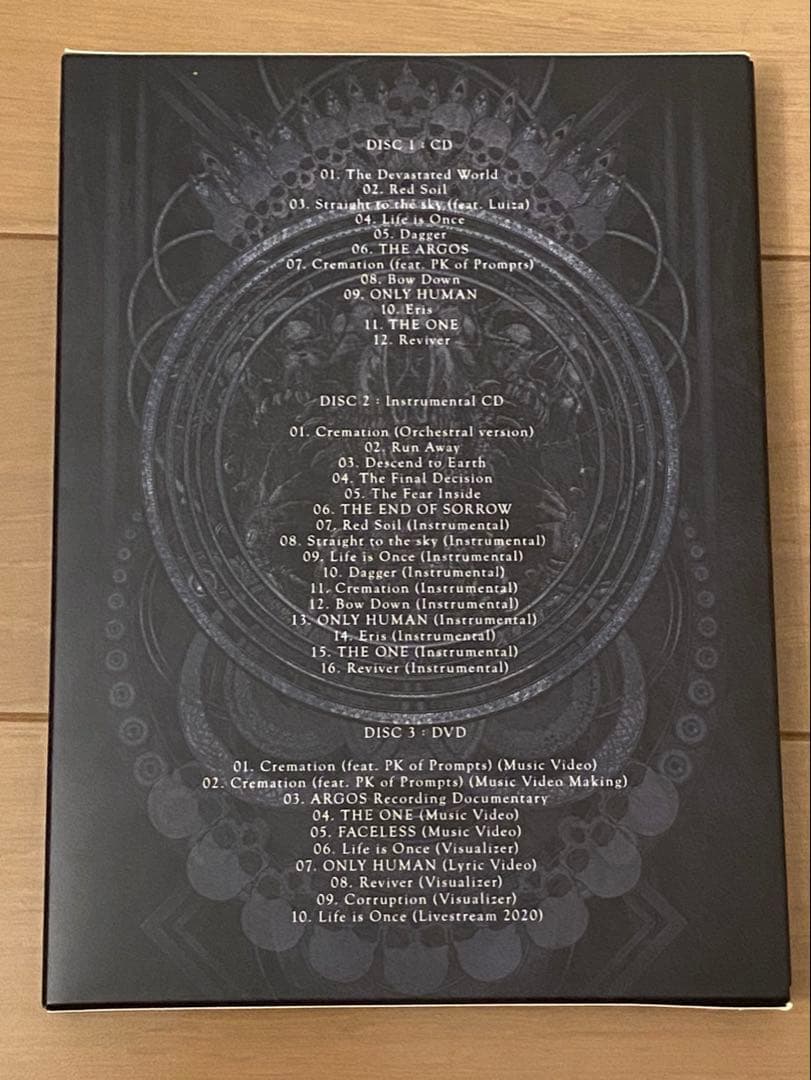 DISC 1 : CD
01. The Devastated World
02. Red Soil
03. Straight to the sky (feat. Luiza)
04. Life is Once
05. Dagger
06. THE ARGOS
07. Cremation (feat. PK of Prompts)
08. Bow Down
09. ONLY HUMAN
10. Eris
11. THE ONE
12. Reviver
DISC 2 : Instrumental CD
01. Cremation (Orchestral version)
02. Run Away
03. Descend to Earth
04. The Final Decision
05. The Fear Inside
06. THE END OF SORROW
07. Red Soil (Instrumental)
08. Straight to the sky (Instrumental)
09. Life is Once (Instrumental)
10. Dagger (Instrumental)
11. Cremation (Instrumental)
12. Bow Down (Instrumental)
13. ONLY HUMAN (Instrumental)
14. Eris (Instrumental)
15. THE ONE (Instrumental)
16. Reviver (Instrumental)
DISC 3 : DVD
01. Cremation (feat. PK of Prompts) (Music Video)
02. Cremation (feat. PK of Prompts) (Music Video Making)
03. ARGOS Recording Documentary
04. THE ONE (Music Video)
05. FACELESS (Music Video)
06. Life is Once (Visualizer)
07. ONLY HUMAN (Lyric Video)
08. Reviver (Visualizer)
09. Corruption (Visualizer)
10. Life is Once (Livestream 2020)